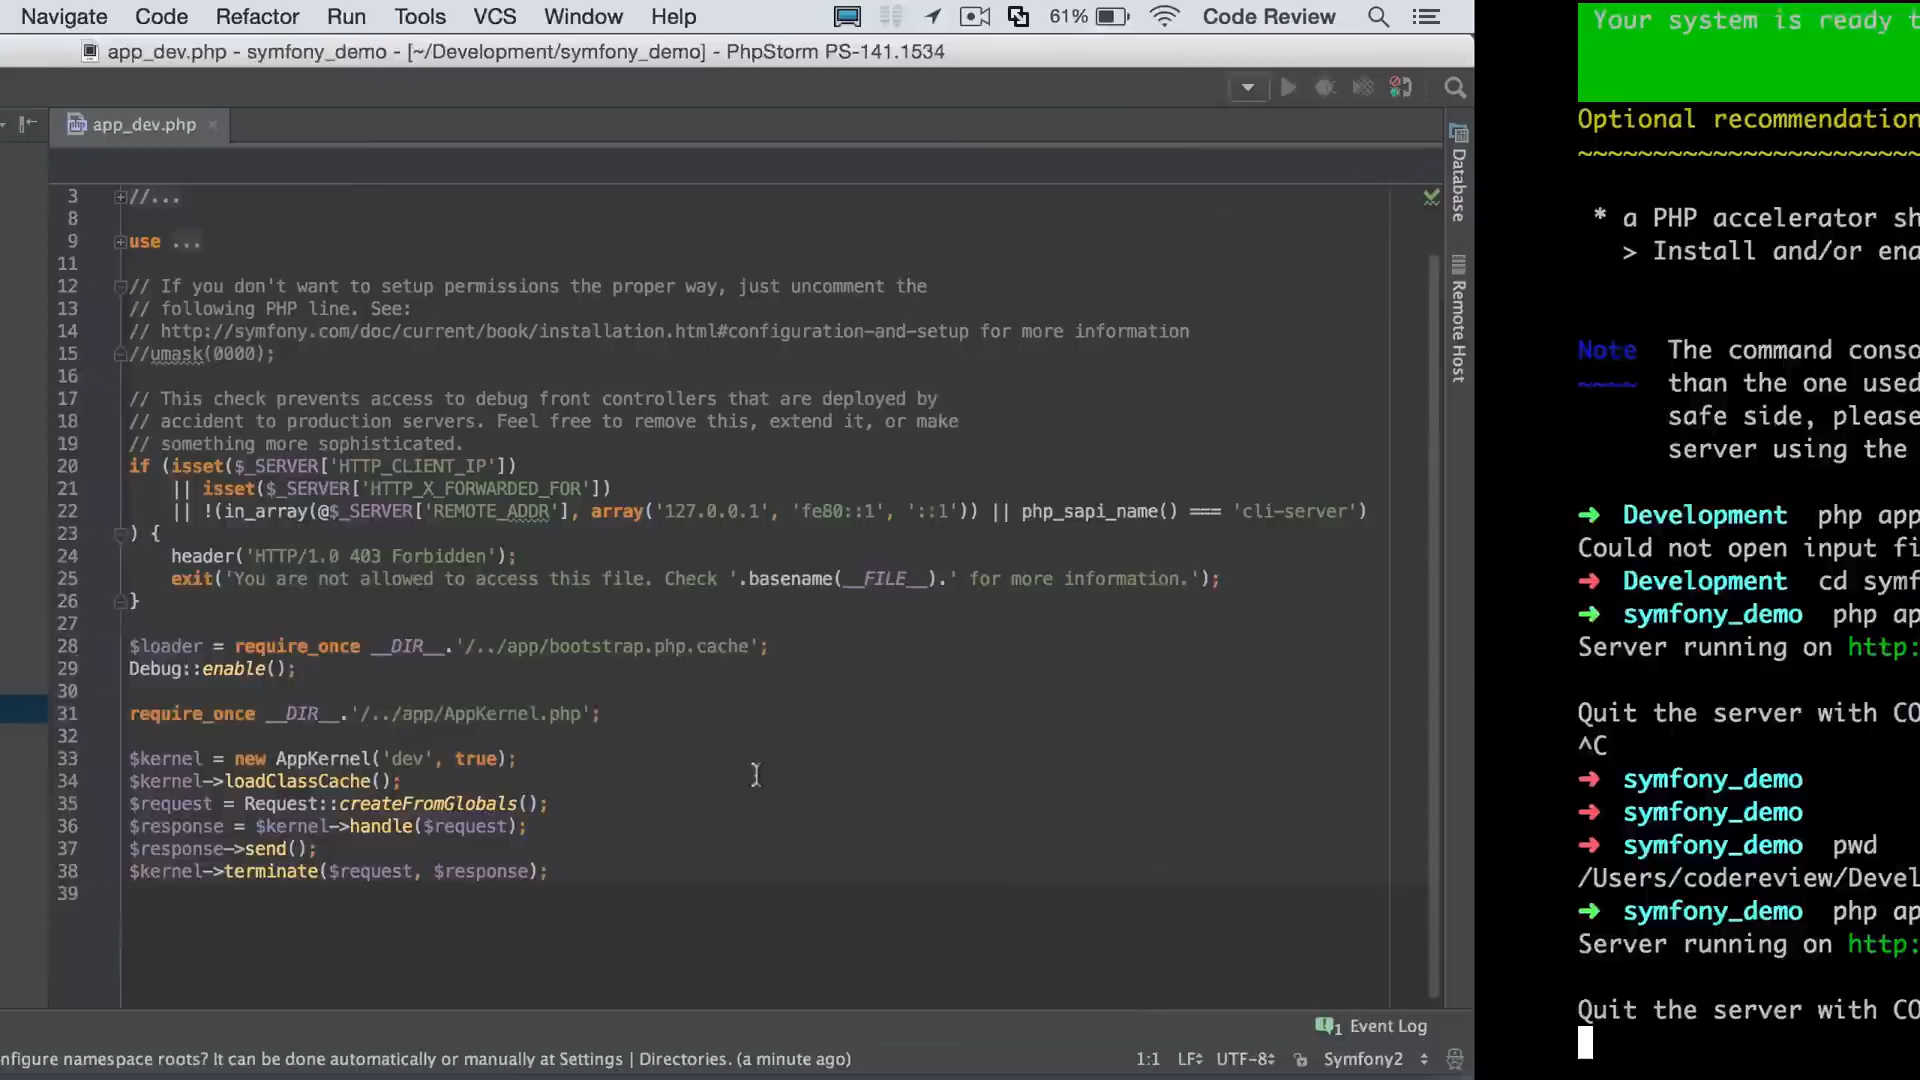 Navigate Code Refactor Run Tools VCS Window Help 61% Code Review
app_dev.php - symfony_demo - [~/Development/symfony_demo] - PhpStorm PS-141.1534
app_dev.php
3 //...
8
9 use ...
11
12 // If you don't want to setup permissions the proper way, just uncomment the
13 // following PHP line. See:
14 // http://symfony.com/doc/current/book/installation.html#configuration-and-setup for more information
15 //umask(0000);
16
17 // This check prevents access to debug front controllers that are deployed by
18 // accident to production servers. Feel free to remove this, extend it, or make
19 // something more sophisticated.
20 if (isset($_SERVER['HTTP_CLIENT_IP'])
21 || isset($_SERVER['HTTP_X_FORWARDED_FOR'])
22 || !(in_array(@$_SERVER['REMOTE_ADDR'], array('127.0.0.1', 'fe80::1', '::1')) || php_sapi_name() === 'cli-server')
23 ) {
24 header('HTTP/1.0 403 Forbidden');
25 exit('You are not allowed to access this file. Check '.basename(__FILE__).' for more information.');
26 }
27
28 $loader = require_once __DIR__.'/../app/bootstrap.php.cache';
29 Debug::enable();
30
31 require_once __DIR__.'/../app/AppKernel.php';
32
33 $kernel = new AppKernel('dev', true);
34 $kernel->loadClassCache();
35 $request = Request::createFromGlobals();
36 $response = $kernel->handle($request);
37 $response->send();
38 $kernel->terminate($request, $response);
39
Database
Remote Host
1 Event Log
nfigure namespace roots? It can be done automatically or manually at Settings | Directories. (a minute ago) 1:1 LF UTF-8 Symfony2
Your system is ready t
Optional recommendation
~~~~~~~~~~~~~~~~~~~~~~~
* a PHP accelerator sh
> Install and/or ena
Note The command conso
~~~~ than the one used
safe side, please
server using the
➜ Development php app
Could not open input fi
➜ Development cd symf
➜ symfony_demo php ap
Server running on http:
Quit the server with CO
^C
➜ symfony_demo
➜ symfony_demo
➜ symfony_demo pwd
/Users/codereview/Devel
➜ symfony_demo php ap
Server running on http:
Quit the server with CO